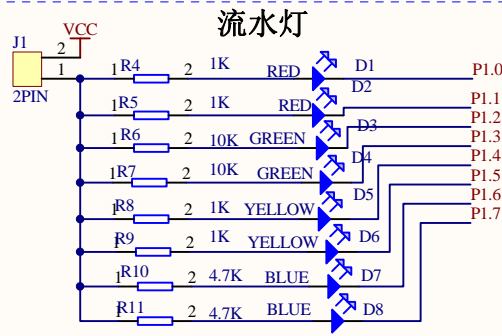 流水灯
J1
VCC
2
1
2PIN
R4 1 2 1K RED D1 P1.0
R5 1 2 1K RED D2 P1.1
R6 1 2 10K GREEN D3 P1.2
R7 1 2 10K GREEN D4 P1.3
R8 1 2 1K YELLOW D5 P1.4
R9 1 2 1K YELLOW D6 P1.5
R10 1 2 4.7K BLUE D7 P1.6
R11 1 2 4.7K BLUE D8 P1.7